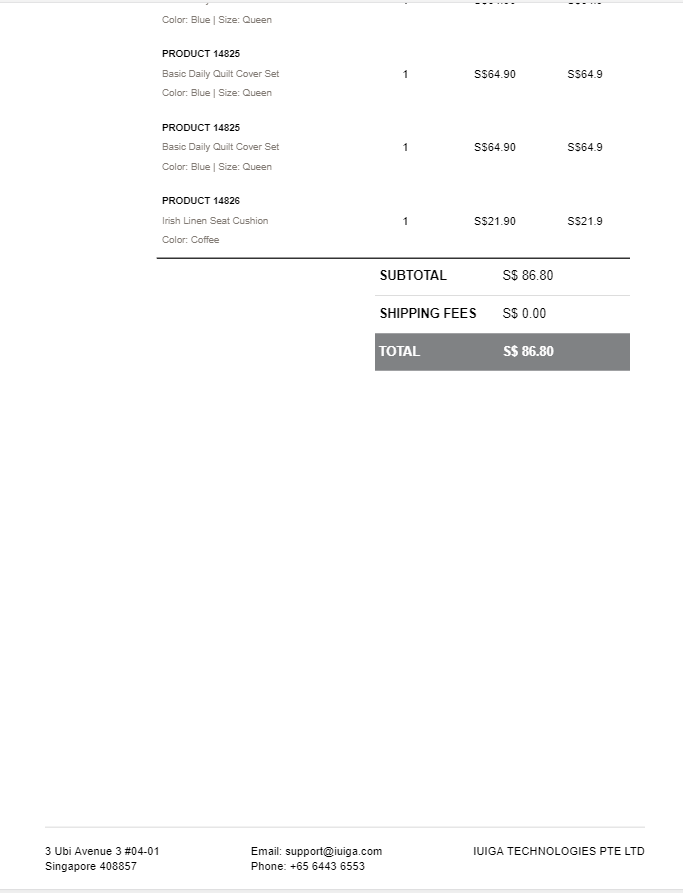 Color: Blue | Size: Queen
PRODUCT 14825
Basic Daily Quilt Cover Set
1 S$64.90 S$64.9
Color: Blue | Size: Queen
PRODUCT 14825
Basic Daily Quilt Cover Set
1 S$64.90 S$64.9
Color: Blue | Size: Queen
PRODUCT 14826
Irish Linen Seat Cushion
1 S$21.90 S$21.9
Color: Coffee
SUBTOTAL S$ 86.80
SHIPPING FEES S$ 0.00
TOTAL S$ 86.80
3 Ubi Avenue 3 #04-01
Singapore 408857
Email: support@iuiga.com
Phone: +65 6443 6553
IUIGA TECHNOLOGIES PTE LTD